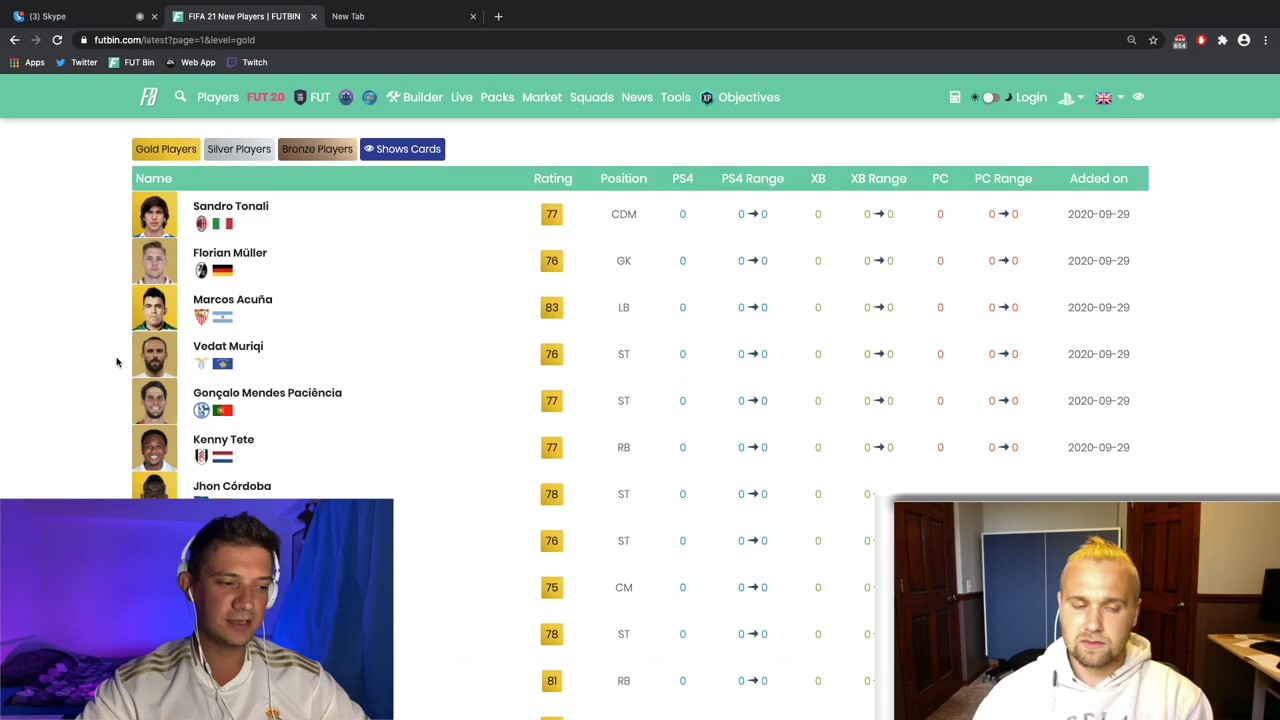 (3) Skype
FIFA 21 New Players | FUTBIN
New Tab
futbin.com/latest?page=1&level=gold
654
Apps Twitter FUT Bin Web App Twitch
Players FUT 20 FUT Builder Live Packs Market Squads News Tools XP Objectives Login
Gold Players Silver Players Bronze Players Shows Cards
Name Rating Position PS4 PS4 Range XB XB Range PC PC Range Added on
Sandro Tonali 77 CDM 0 0 ➔ 0 0 0 ➔ 0 0 0 ➔ 0 2020-09-29
Florian Müller 76 GK 0 0 ➔ 0 0 0 ➔ 0 0 0 ➔ 0 2020-09-29
Marcos Acuña 83 LB 0 0 ➔ 0 0 0 ➔ 0 0 0 ➔ 0 2020-09-29
Vedat Muriqi 76 ST 0 0 ➔ 0 0 0 ➔ 0 0 0 ➔ 0 2020-09-29
Gonçalo Mendes Paciência 77 ST 0 0 ➔ 0 0 0 ➔ 0 0 0 ➔ 0 2020-09-29
Kenny Tete 77 RB 0 0 ➔ 0 0 0 ➔ 0 0 0 ➔ 0 2020-09-29
Jhon Córdoba 78 ST 0 0 ➔ 0 0 0
76 ST 0 0 ➔ 0 0 0
75 CM 0 0 ➔ 0 0 0
78 ST 0 0 ➔ 0 0 0
81 RB 0 0 ➔ 0 0 0